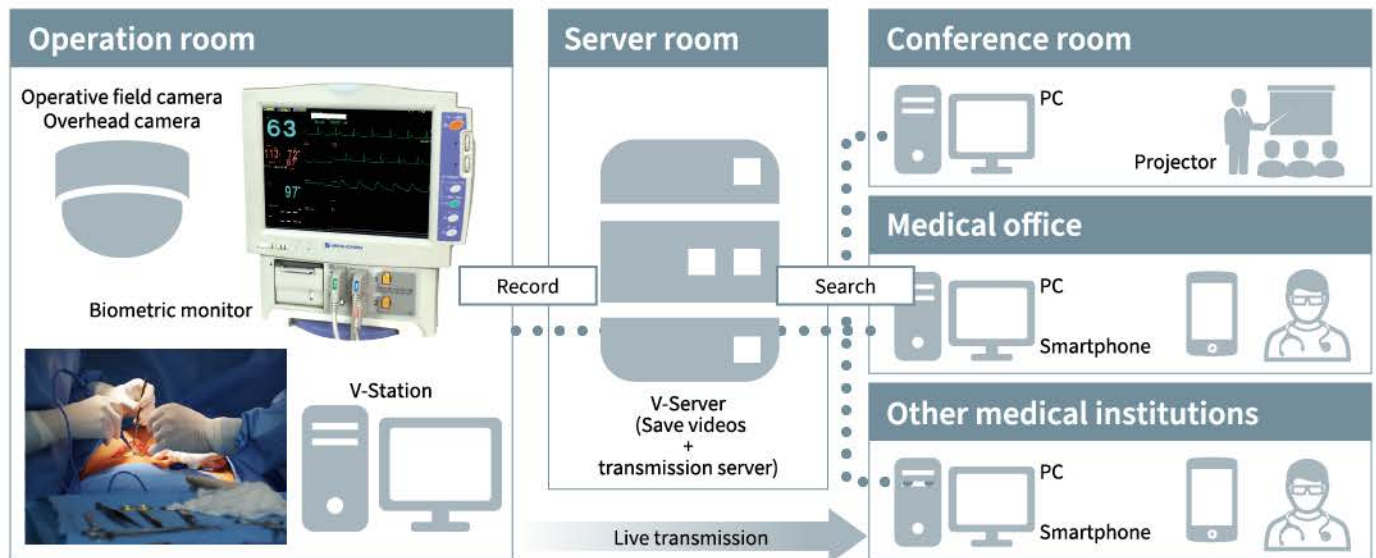 Operation room
Operative field camera
Overhead camera
63
97
Biometric monitor
V-Station
Record
Server room
V-Server
(Save videos
+
transmission server)
Search
Live transmission
Conference room
PC
Projector
Medical office
PC
Smartphone
Other medical institutions
PC
Smartphone